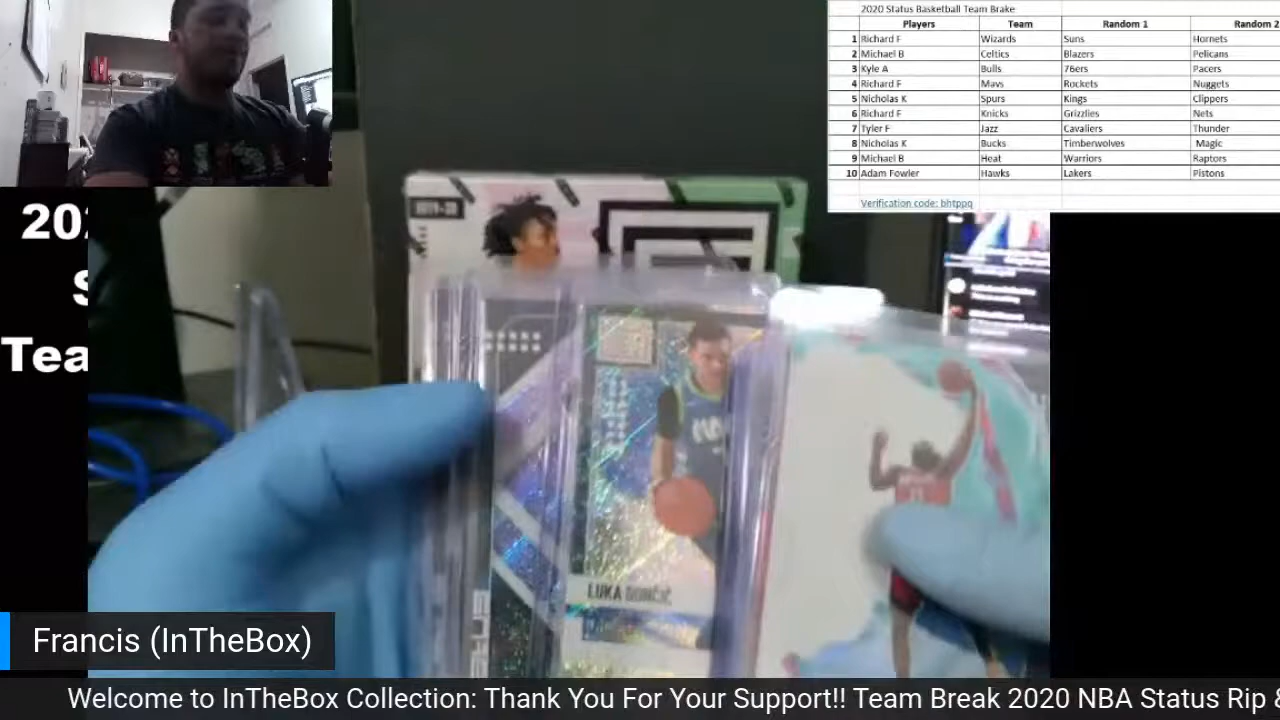 2020 Status Basketball Team Brake
Players Team Random 1 Random 2
1 Richard F Wizards Suns Hornets
2 Michael B Celtics Blazers Pelicans
3 Kyle A Bulls 76ers Pacers
4 Richard F Mavs Rockets Nuggets
5 Nicholas K Spurs Kings Clippers
6 Richard F Knicks Grizzlies Nets
7 Tyler F Jazz Cavaliers Thunder
8 Nicholas K Bucks Timberwolves Magic
9 Michael B Heat Warriors Raptors
10 Adam Fowler Hawks Lakers Pistons
Verification code: bhtppq
202
S
Tea
2019-20
LUKA DONČIĆ
Francis (InTheBox)
Welcome to InTheBox Collection: Thank You For Your Support!! Team Break 2020 NBA Status Rip &